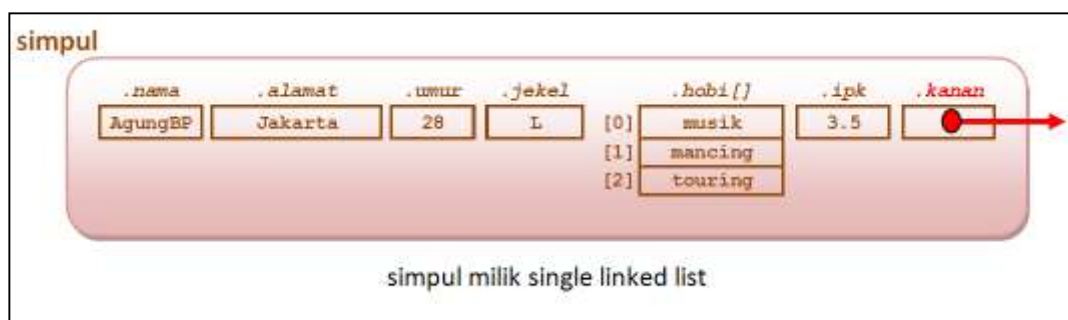 simpul
.nama .alamat .umur .jekel .hobi[] .ipk .kanan
AgungBP Jakarta 28 L [0] musik 3.5
[1] mancing
[2] touring
simpul milik single linked list